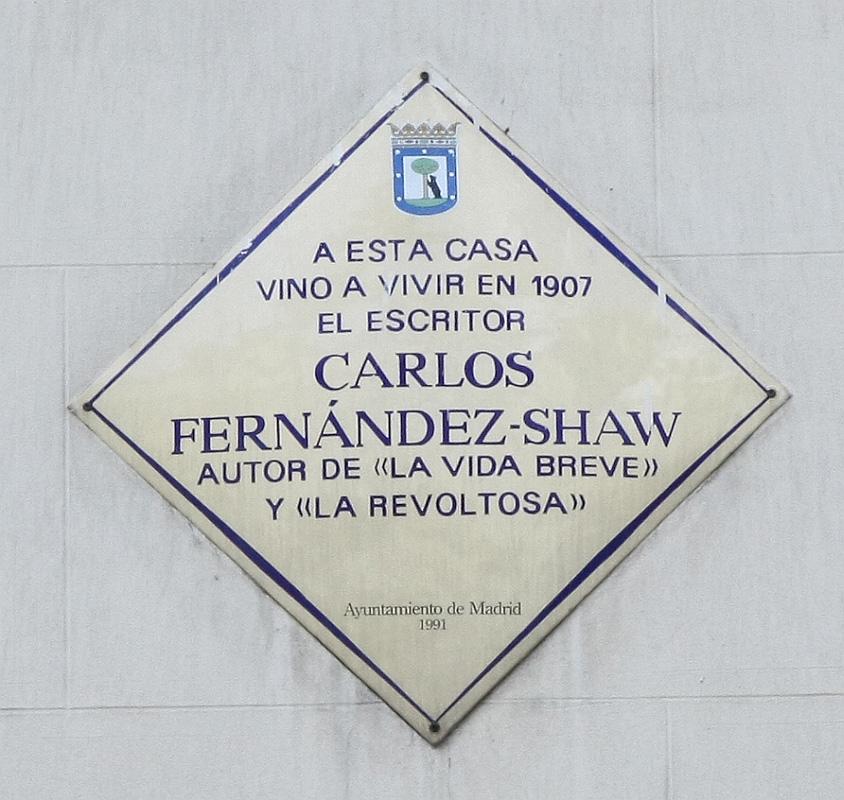 A ESTA CASA
VINO A VIVIR EN 1907
EL ESCRITOR
CARLOS
FERNÁNDEZ-SHAW
AUTOR DE «LA VIDA BREVE»
Y «LA REVOLTOSA»
Ayuntamiento de Madrid
1991